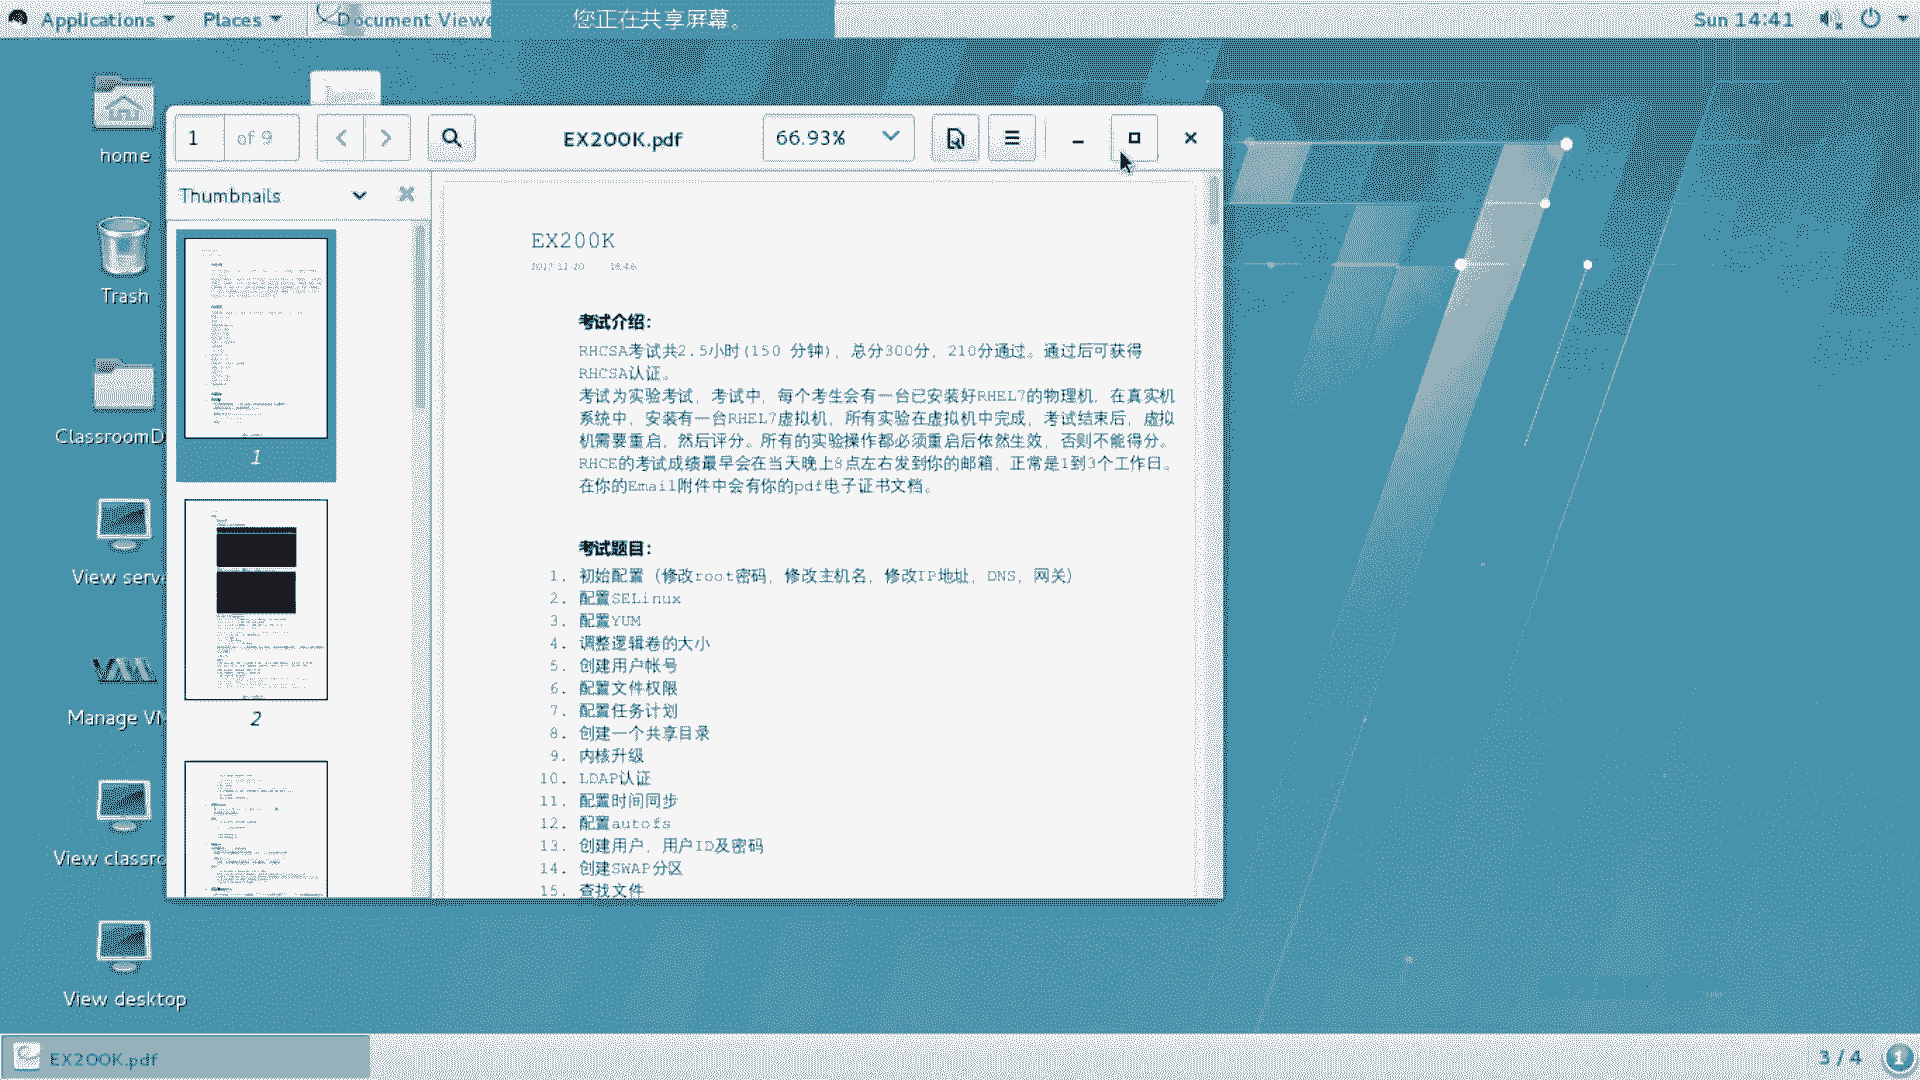 Applications
Places
Document Viewe
您正在共享屏幕。
Sun 14:41
home
Trash
ClassroomD
View serv
Manage VM
View classro
View desktop
1
of 9
EX200K.pdf
66.93%
Thumbnails
1
2
EX200K
考试介绍:
RHCSA考试共2.5小时(150 分钟), 总分300分, 210分通过。通过后可获得
RHCSA认证。
考试为实验考试, 考试中, 每个考生会有一台已安装好RHEL7的物理机, 在真实机
系统中, 安装有一台RHEL7虚拟机, 所有实验在虚拟机中完成, 考试结束后, 虚拟
机需要重启, 然后评分。所有的实验操作都必须重启后依然生效, 否则不能得分。
RHCE的考试成绩最早会在当天晚上8点左右发到你的邮箱, 正常是1到3个工作日。
在你的Email附件中会有你的pdf电子证书文档。
考试题目:
1. 初始配置 (修改root密码, 修改主机名, 修改IP地址, DNS, 网关)
2. 配置SELinux
3. 配置YUM
4. 调整逻辑卷的大小
5. 创建用户帐号
6. 配置文件权限
7. 配置任务计划
8. 创建一个共享目录
9. 内核升级
10. LDAP认证
11. 配置时间同步
12. 配置autofs
13. 创建用户, 用户ID及密码
14. 创建SWAP分区
15. 查找文件
EX200K.pdf
3 / 4
1